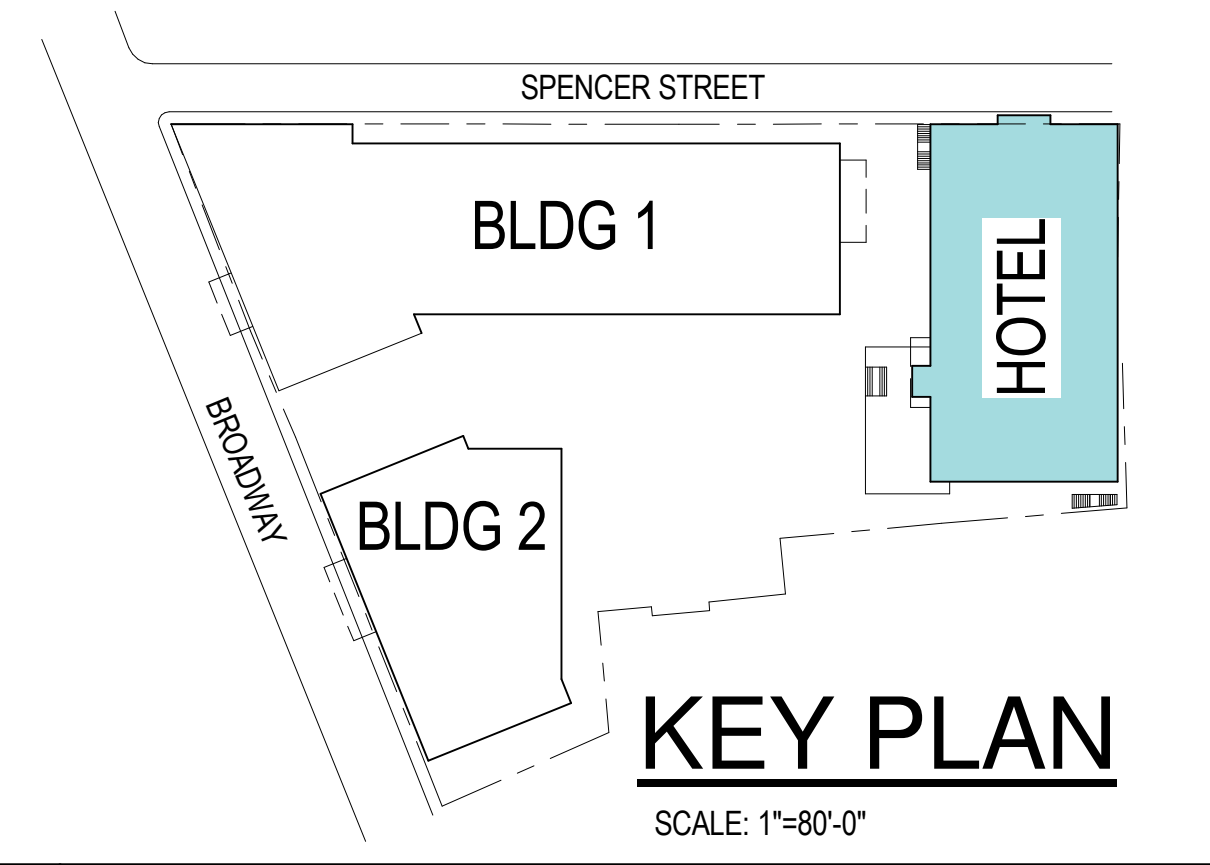 SPENCER STREET
BLDG 1
HOTEL
BROADWAY
BLDG 2
KEY PLAN
SCALE: 1"=80'-0"